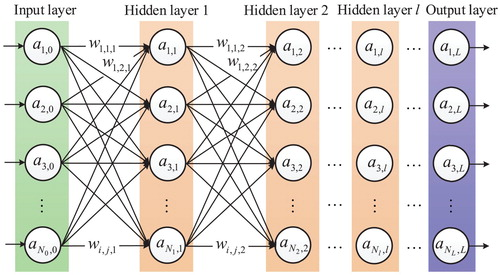 Input layer Hidden layer 1 Hidden layer 2 Hidden layer l Output layer
a1,0 w1,1,1 a1,1 w1,1,2 a1,2 ... a1,l ... a1,L
w1,2,1 w1,2,2
a2,0 a2,1 a2,2 ... a2,l ... a2,L
a3,0 a3,1 a3,2 ... a3,l ... a3,L
⋮ ⋮ ⋮ ... ⋮ ... ⋮
aN0,0 wi,j,1 aN1,1 wi,j,2 aN2,2 ... aNl,l ... aNL,L